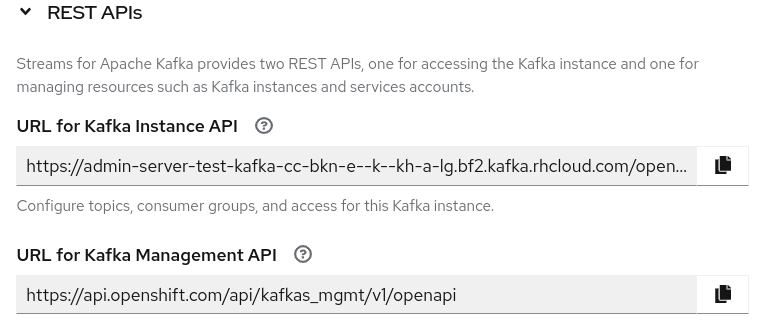 REST APIs
Streams for Apache Kafka provides two REST APIs, one for accessing the Kafka instance and one for
managing resources such as Kafka instances and services accounts.
URL for Kafka Instance API
https://admin-server-test-kafka-cc-bkn-e--k--kh-a-lg.bf2.kafka.rhcloud.com/open...
Configure topics, consumer groups, and access for this Kafka instance.
URL for Kafka Management API
https://api.openshift.com/api/kafkas_mgmt/v1/openapi